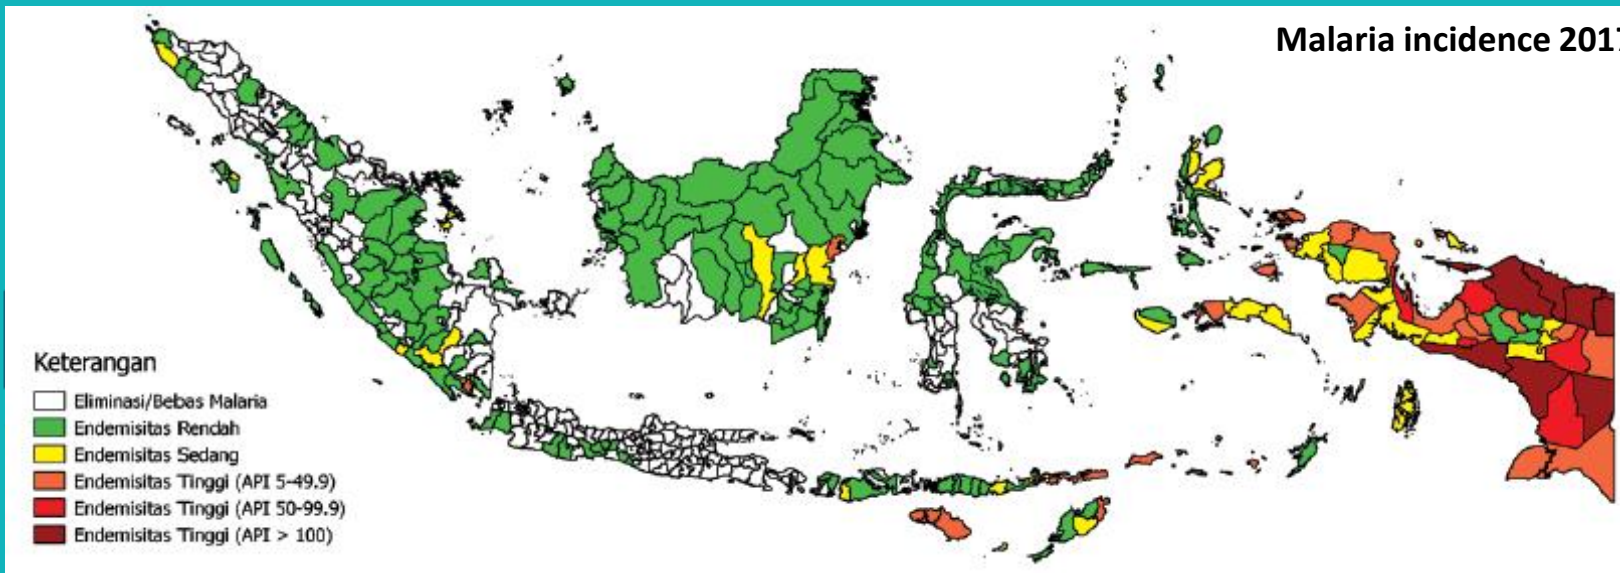 Malaria incidence 2017
Keterangan
Eliminasi/Bebas Malaria
Endemisitas Rendah
Endemisitas Sedang
Endemisitas Tinggi (API 5-49.9)
Endemisitas Tinggi (API 50-99.9)
Endemisitas Tinggi (API > 100)